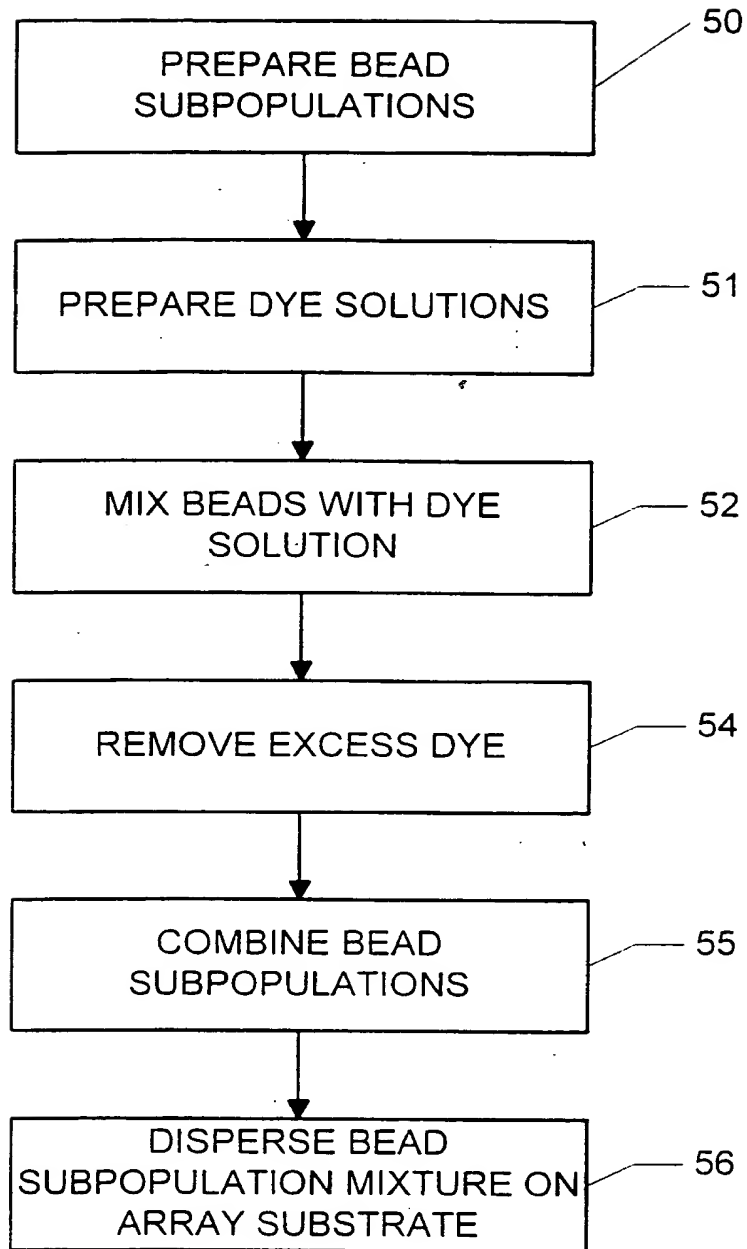 50
PREPARE BEAD
SUBPOPULATIONS
51
PREPARE DYE SOLUTIONS
MIX BEADS WITH DYE
SOLUTION
52
REMOVE EXCESS DYE
54
COMBINE BEAD
SUBPOPULATIONS
55
DISPERSE BEAD
SUBPOPULATION MIXTURE ON
ARRAY SUBSTRATE
56